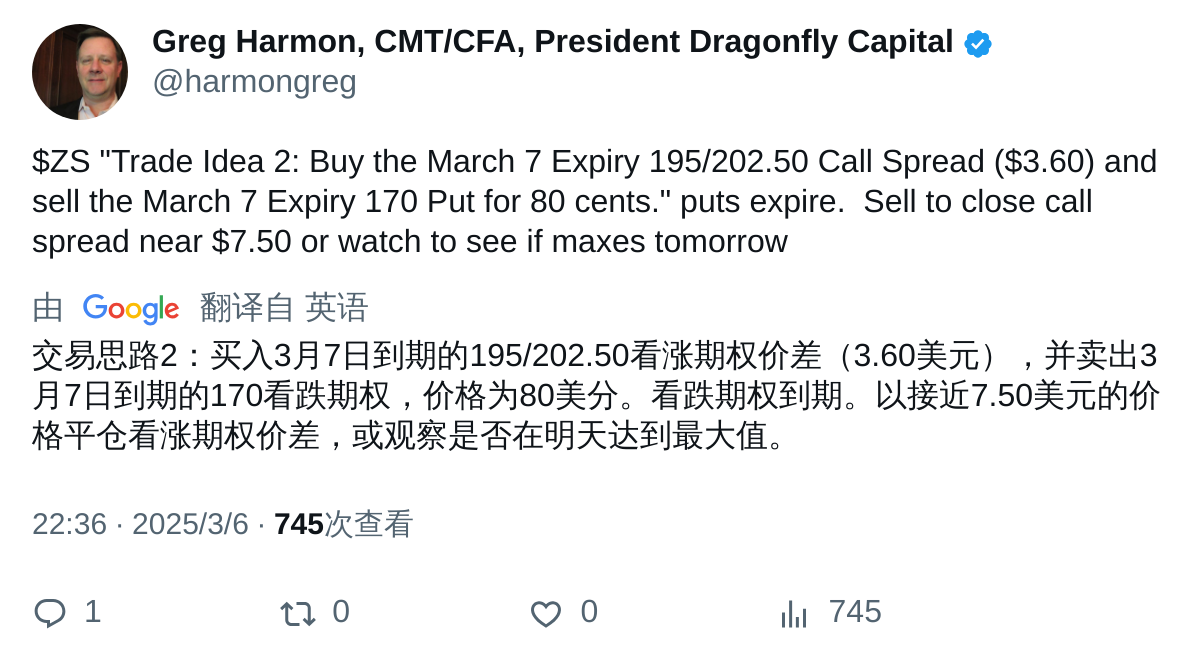 Greg Harmon, CMT/CFA, President Dragonfly Capital
@harmongreg
$ZS "Trade Idea 2: Buy the March 7 Expiry 195/202.50 Call Spread ($3.60) and
sell the March 7 Expiry 170 Put for 80 cents." puts expire.  Sell to close call
spread near $7.50 or watch to see if maxes tomorrow
由 Google 翻译自 英语
交易思路2：买入3月7日到期的195/202.50看涨期权价差（3.60美元），并卖出3
月7日到期的170看跌期权，价格为80美分。看跌期权到期。以接近7.50美元的价
格平仓看涨期权价差，或观察是否在明天达到最大值。
22:36 · 2025/3/6 · 745次查看
1 0 0 745